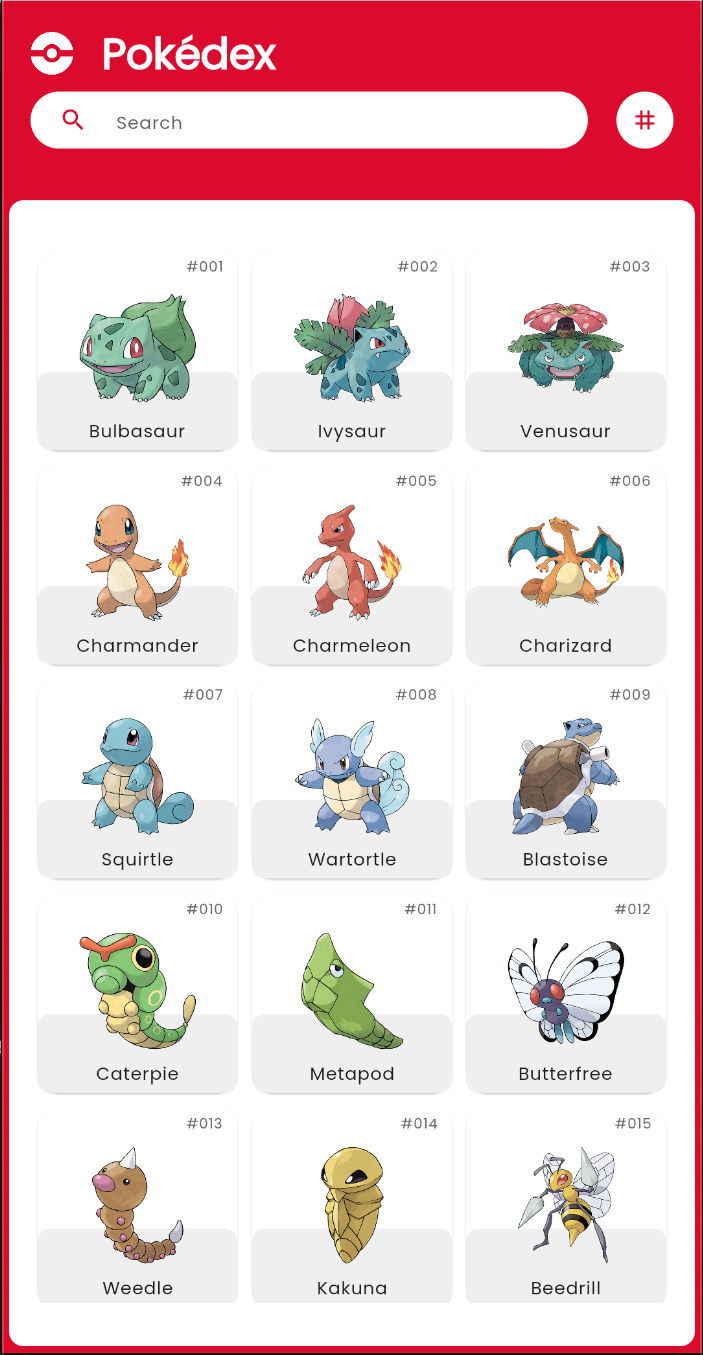 Pokédex
Search
#001 #002 #003
Bulbasaur Ivysaur Venusaur
#004 #005 #006
Charmander Charmeleon Charizard
#007 #008 #009
Squirtle Wartortle Blastoise
#010 #011 #012
Caterpie Metapod Butterfree
#013 #014 #015
Weedle Kakuna Beedrill